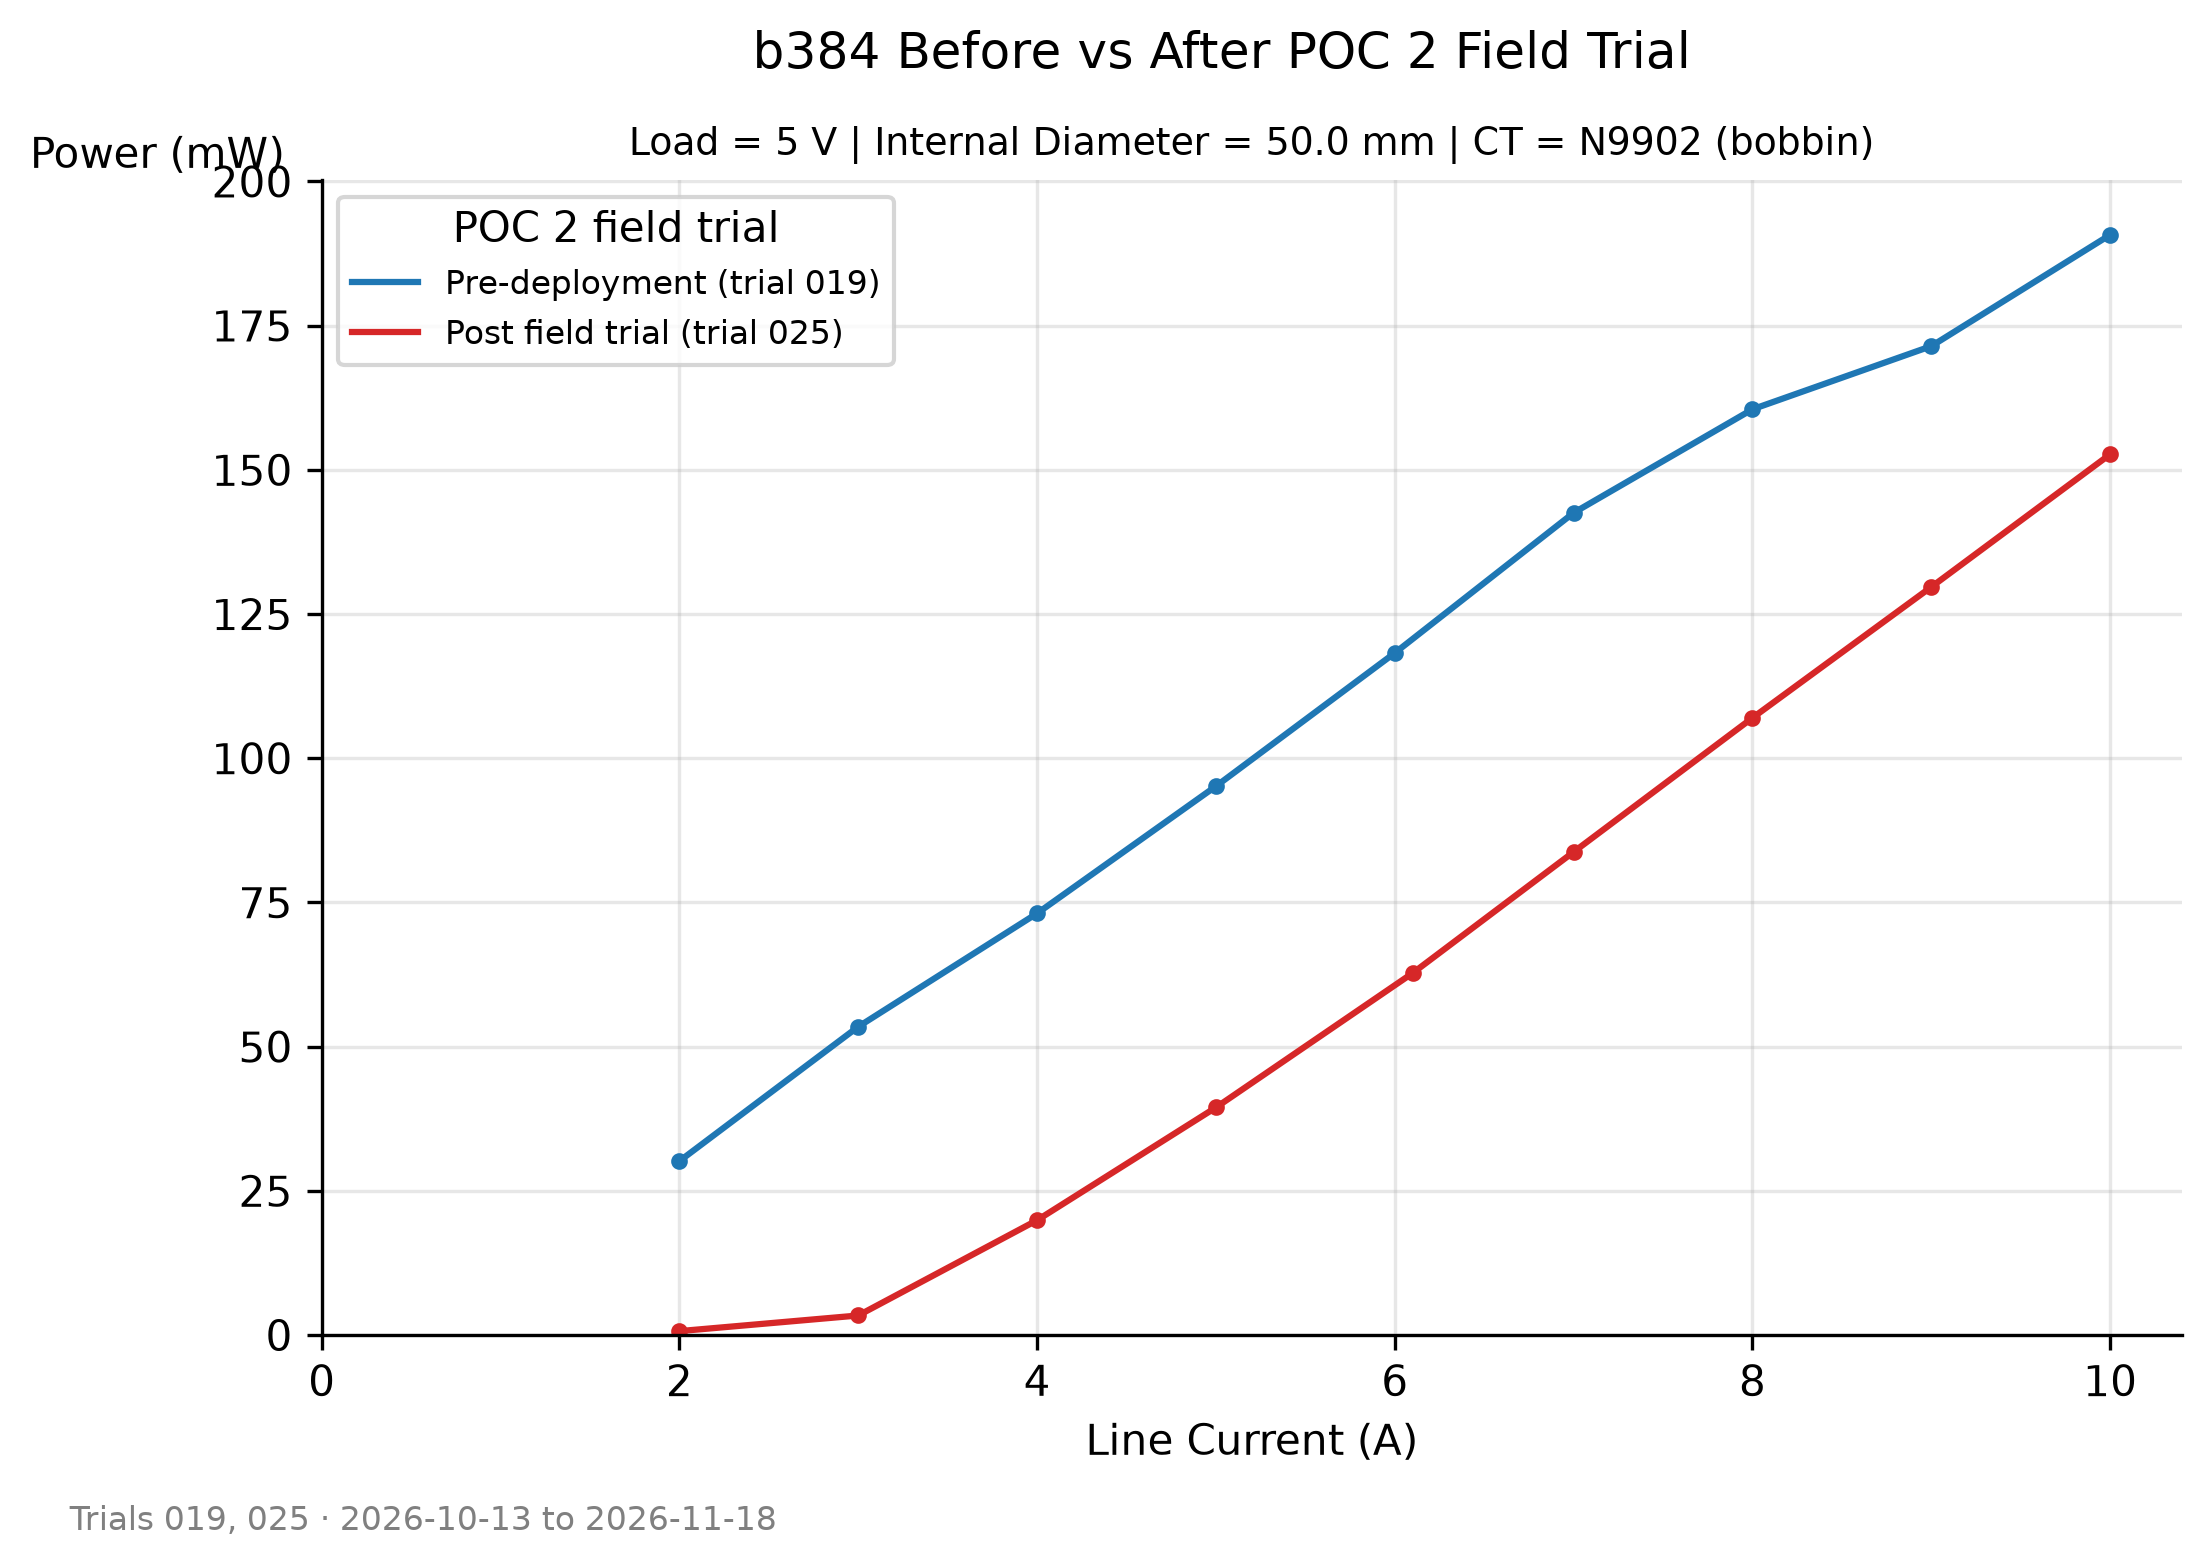 b384 Before vs After POC 2 Field Trial
Load = 5 V | Internal Diameter = 50.0 mm | CT = N9902 (bobbin)
Power (mW)
POC 2 field trial
Pre-deployment (trial 019)
Post field trial (trial 025)
200
175
150
125
100
75
50
25
0
0 2 4 6 8 10
Line Current (A)
Trials 019, 025 · 2026-10-13 to 2026-11-18